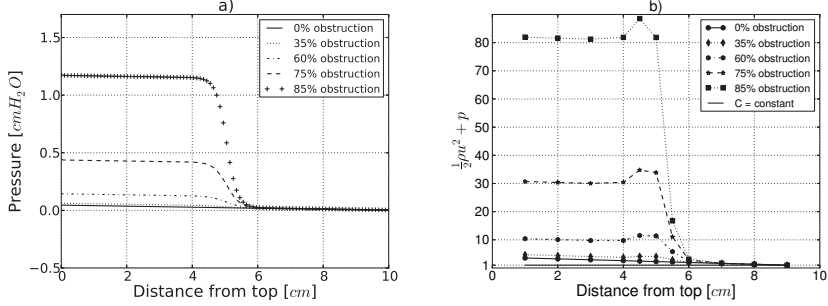 a)
1.5
1.0
0.5
0.0
−0.5
0
2
4
6
8
10
Pressure [cmH₂O]
Distance from top [cm]
0% obstruction
35% obstruction
60% obstruction
75% obstruction
85% obstruction
b)
80
70
60
50
40
30
20
10
1
0
2
4
6
8
10
½ρu² + p
Distance from top [cm]
0% obstruction
35% obstruction
60% obstruction
75% obstruction
85% obstruction
C = constant